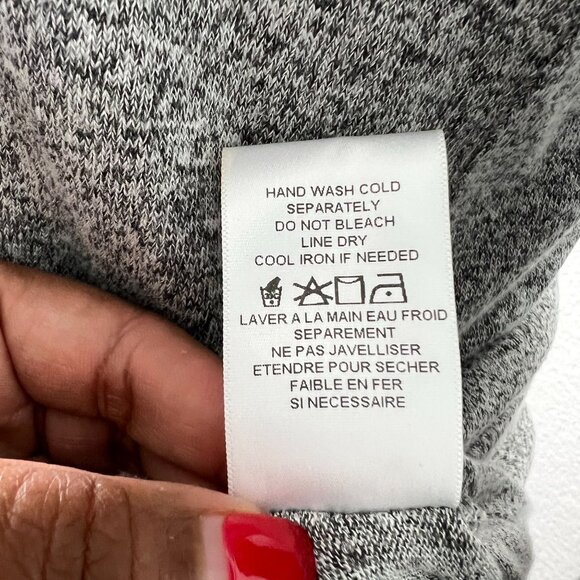 HAND WASH COLD
SEPARATELY
DO NOT BLEACH
LINE DRY
COOL IRON IF NEEDED
LAVER A LA MAIN EAU FROID
SEPAREMENT
NE PAS JAVELLISER
ETENDRE POUR SECHER
FAIBLE EN FER
SI NECESSAIRE